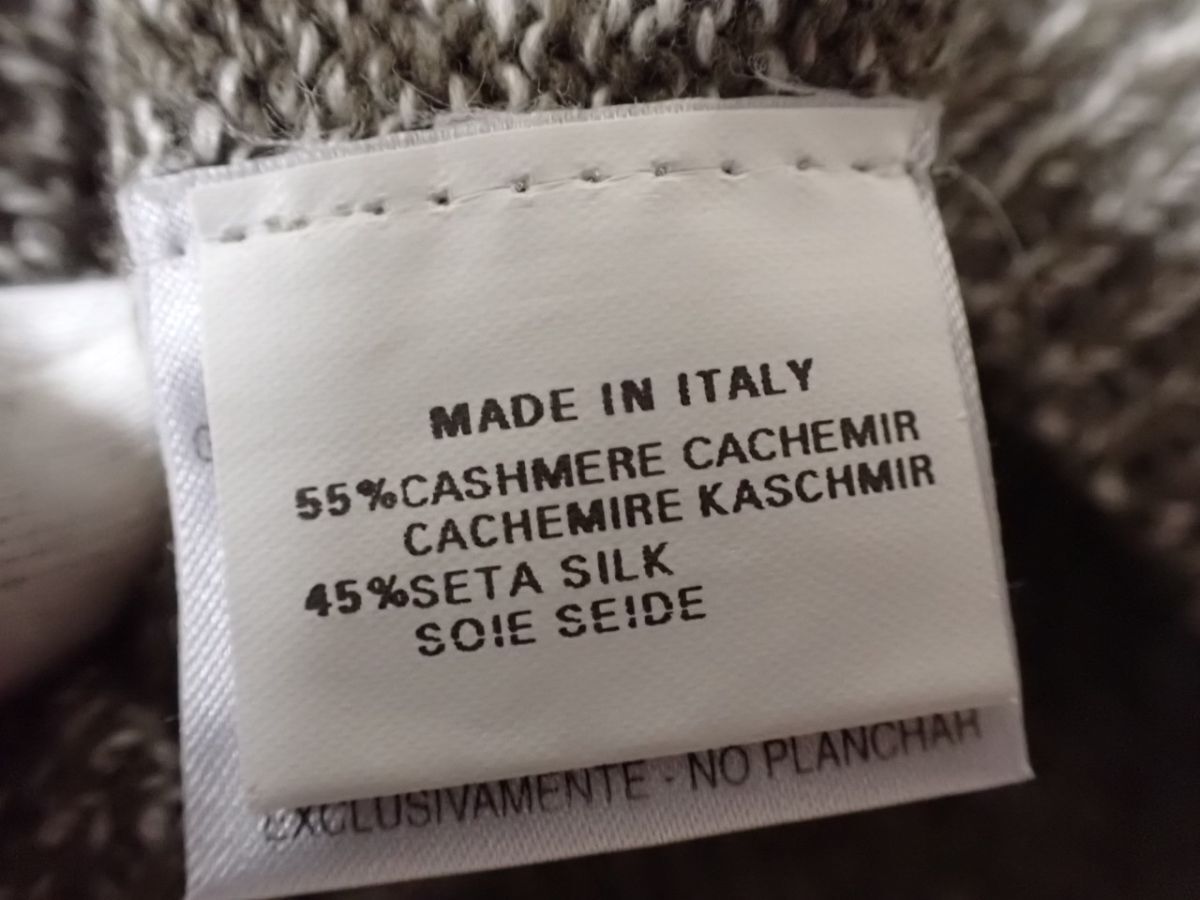 MADE IN ITALY
55%CASHMERE CACHEMIR
CACHEMIRE KASCHMIR
45%SETA SILK
SOIE SEIDE
EXCLUSIVAMENTE - NO PLANCHAR